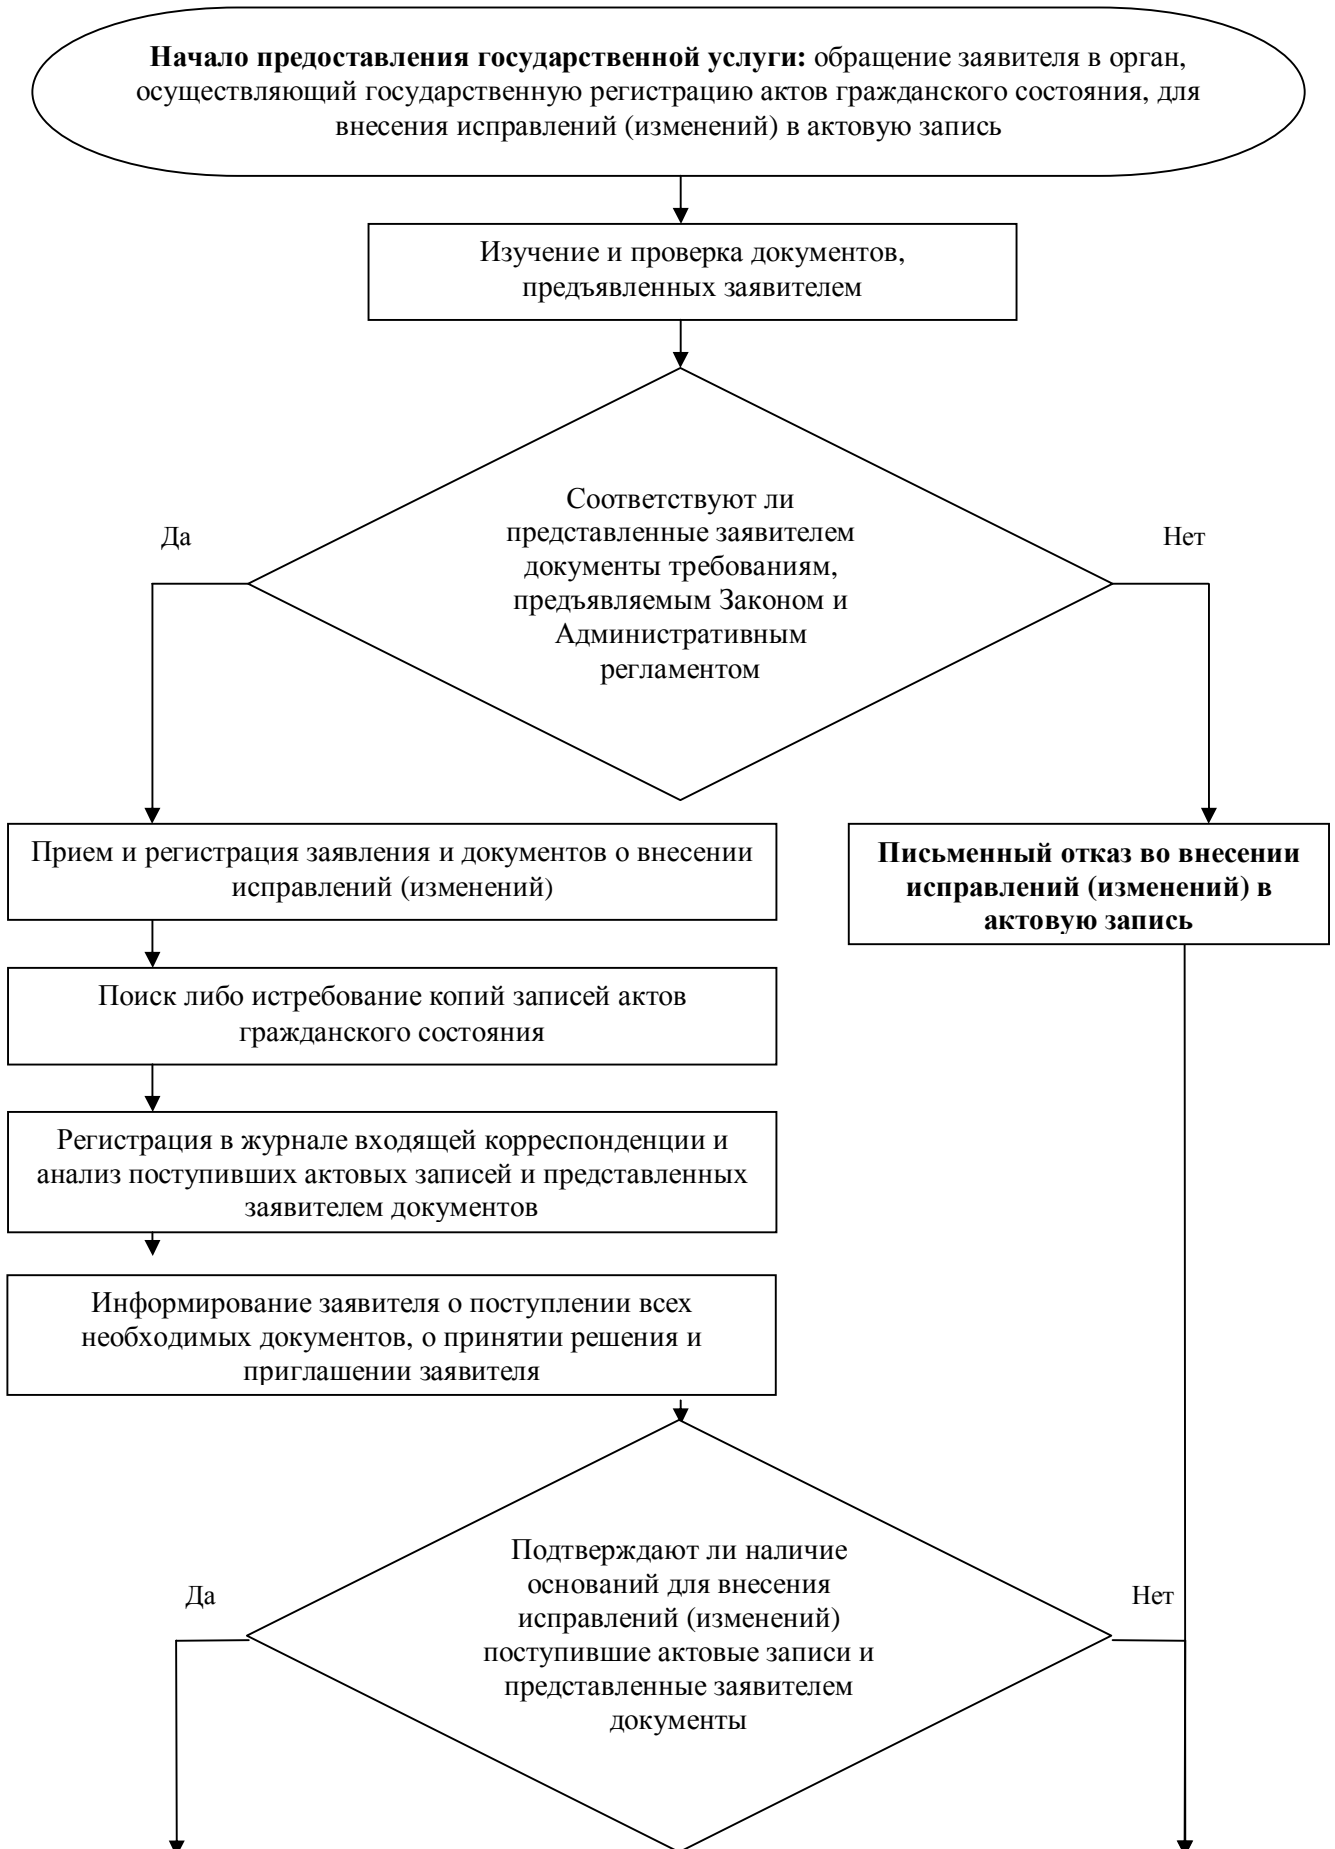 Начало предоставления государственной услуги: обращение заявителя в орган,
осуществляющий государственную регистрацию актов гражданского состояния, для
внесения исправлений (изменений) в актовую запись
Изучение и проверка документов,
предъявленных заявителем
Соответствуют ли
представленные заявителем
документы требованиям,
предъявляемым Законом и
Административным
регламентом
Да
Нет
Прием и регистрация заявления и документов о внесении
исправлений (изменений)
Письменный отказ во внесении
исправлений (изменений) в
актовую запись
Поиск либо истребование копий записей актов
гражданского состояния
Регистрация в журнале входящей корреспонденции и
анализ поступивших актовых записей и представленных
заявителем документов
Информирование заявителя о поступлении всех
необходимых документов, о принятии решения и
приглашении заявителя
Подтверждают ли наличие
оснований для внесения
исправлений (изменений)
поступившие актовые записи и
представленные заявителем
документы
Да
Нет